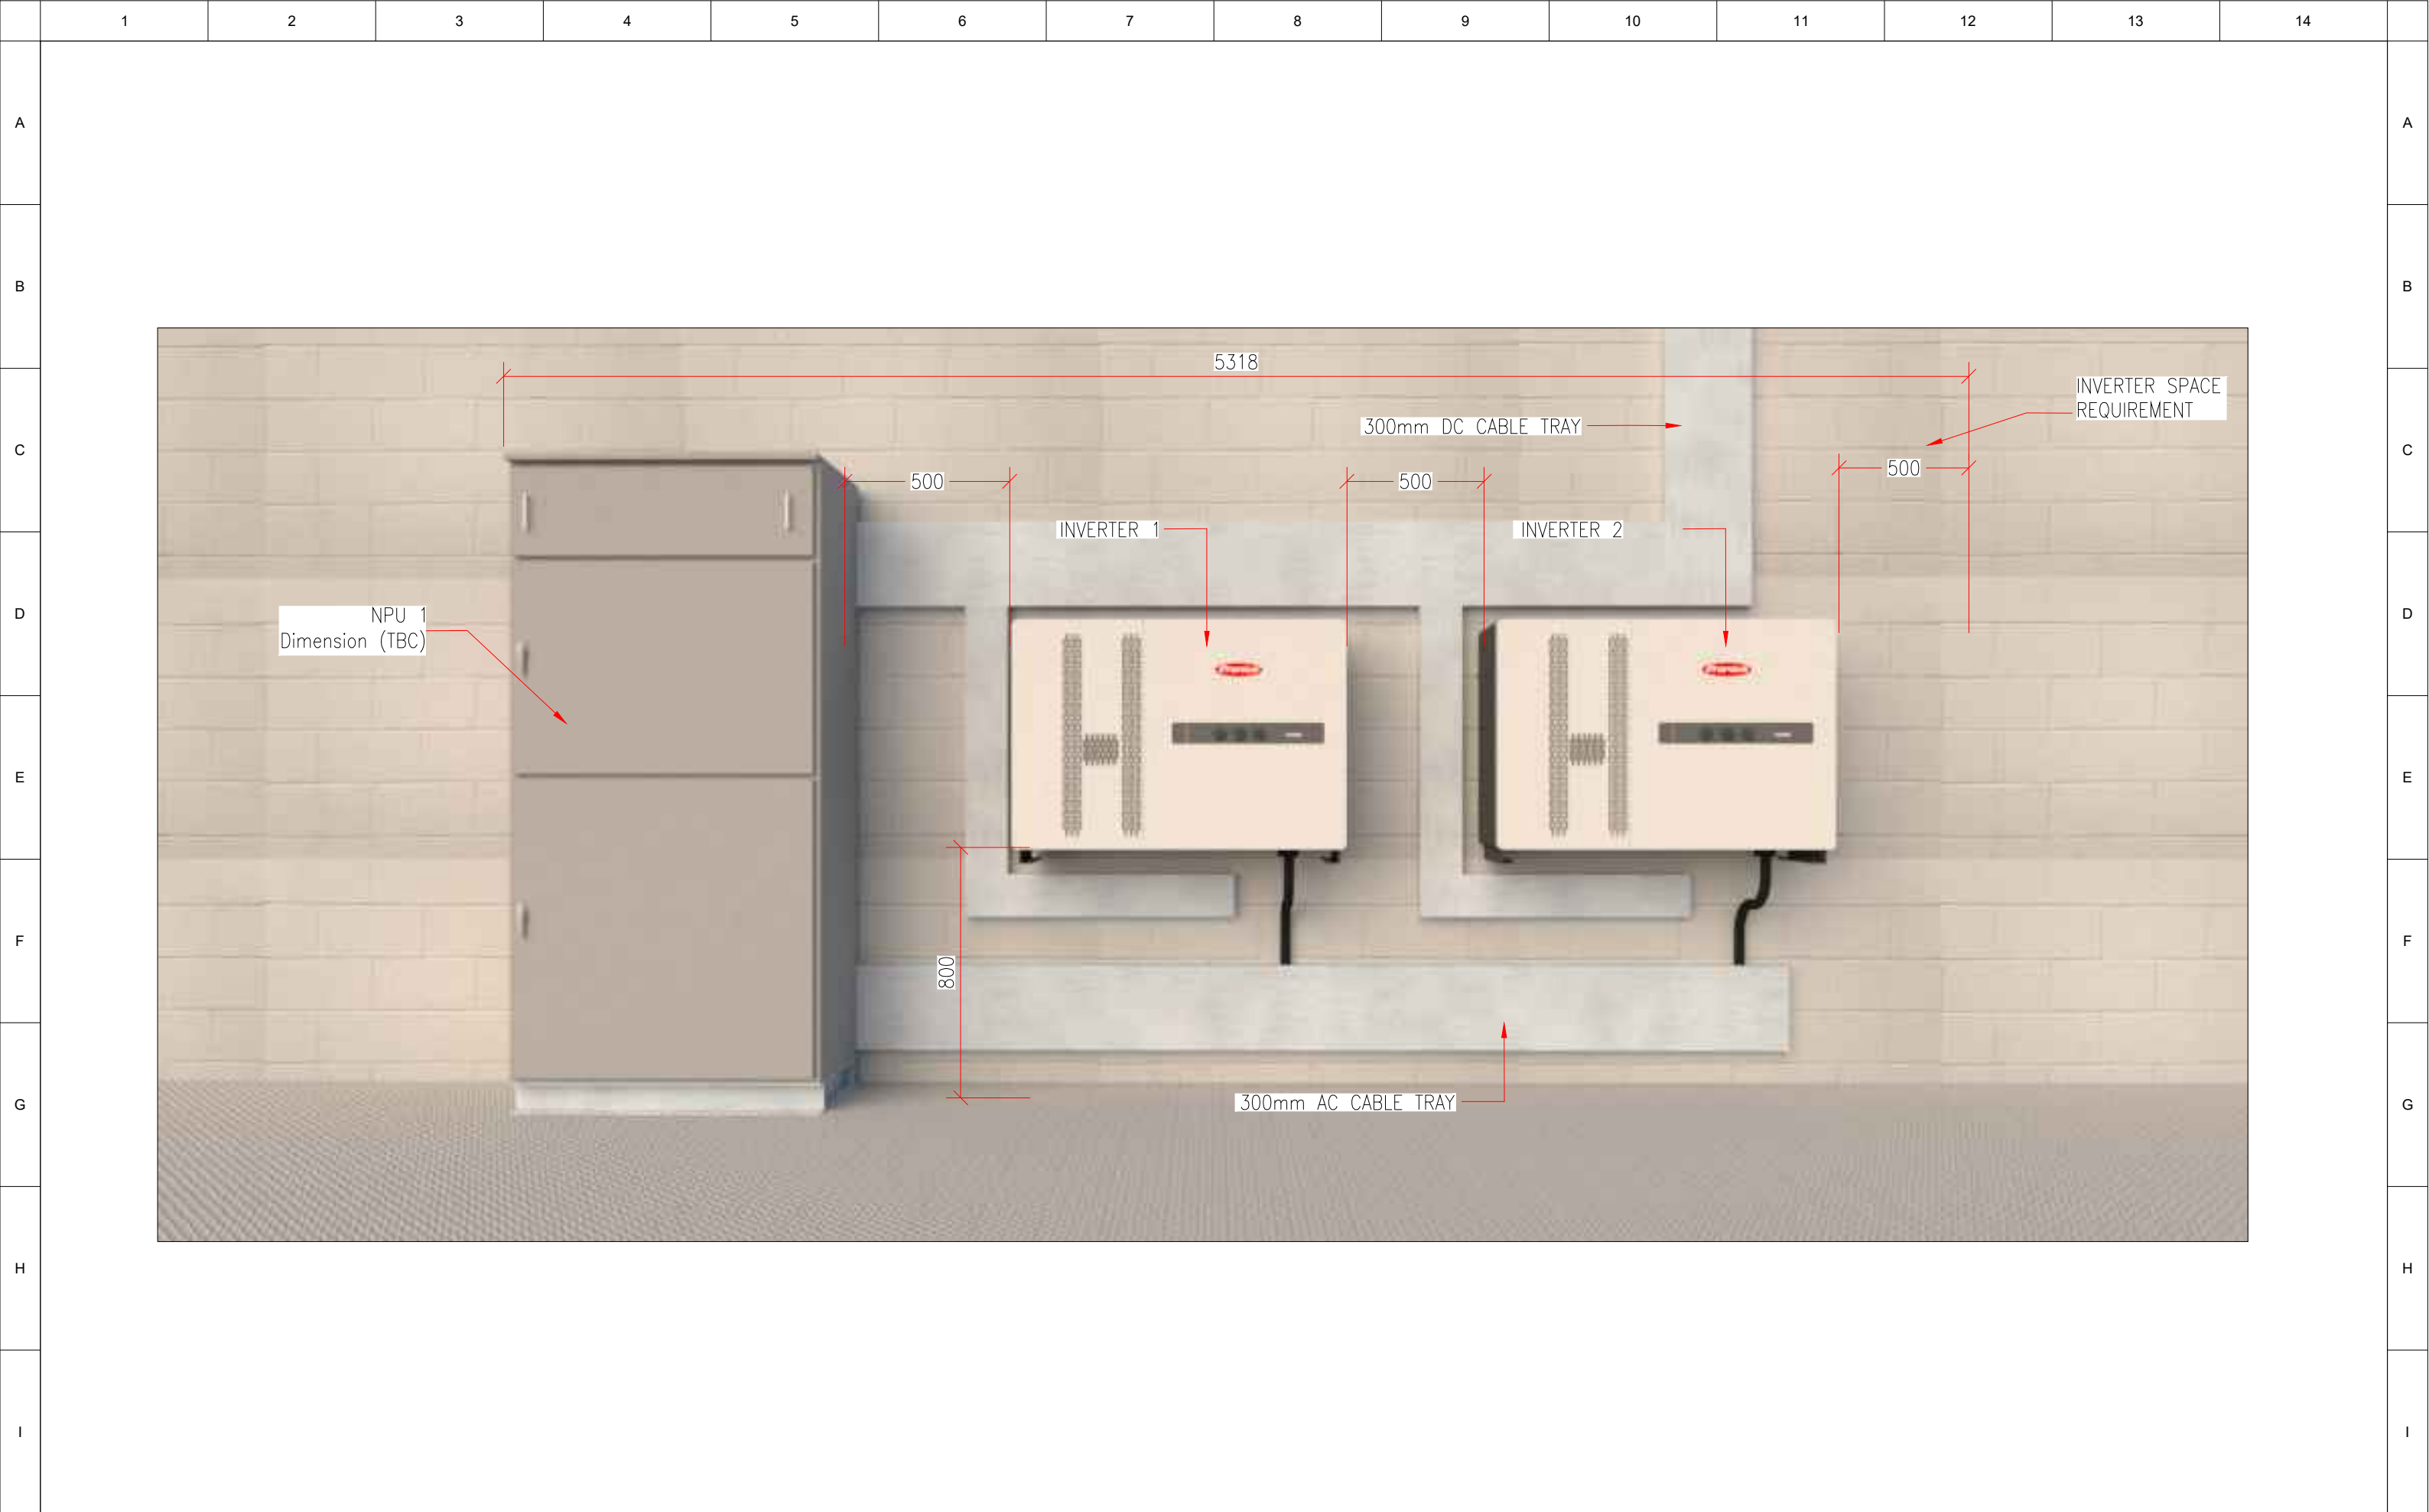 1 2 3 4 5 6 7 8 9 10 11 12 13 14
A A
B B
5318
INVERTER SPACE
REQUIREMENT
300mm DC CABLE TRAY
C C
500 500 500
INVERTER 1 INVERTER 2
NPU 1
Dimension (TBC)
D D
E E
F F
800
300mm AC CABLE TRAY
G G
H H
I I